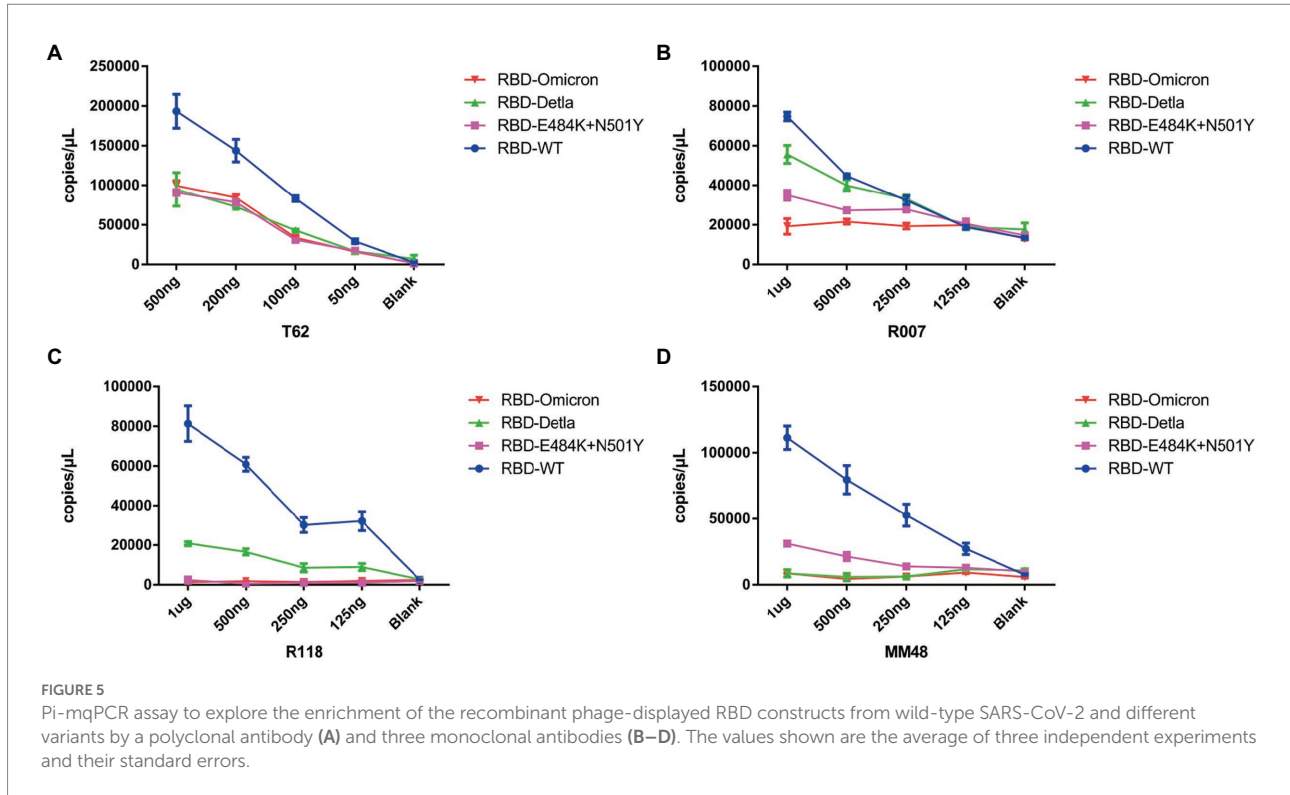 A
250000
200000
150000
100000
50000
0
copies/µL
500ng
200ng
100ng
50ng
Blank
T62
RBD-Omicron
RBD-Detla
RBD-E484K+N501Y
RBD-WT
B
100000
80000
60000
40000
20000
0
copies/µL
1ug
500ng
250ng
125ng
Blank
R007
RBD-Omicron
RBD-Detla
RBD-E484K+N501Y
RBD-WT
C
100000
80000
60000
40000
20000
0
copies/µL
1ug
500ng
250ng
125ng
Blank
R118
RBD-Omicron
RBD-Detla
RBD-E484K+N501Y
RBD-WT
D
150000
100000
50000
0
copies/µL
1ug
500ng
250ng
125ng
Blank
MM48
RBD-Omicron
RBD-Detla
RBD-E484K+N501Y
RBD-WT
FIGURE 5
Pi-mqPCR assay to explore the enrichment of the recombinant phage-displayed RBD constructs from wild-type SARS-CoV-2 and different
variants by a polyclonal antibody (A) and three monoclonal antibodies (B–D). The values shown are the average of three independent experiments
and their standard errors.